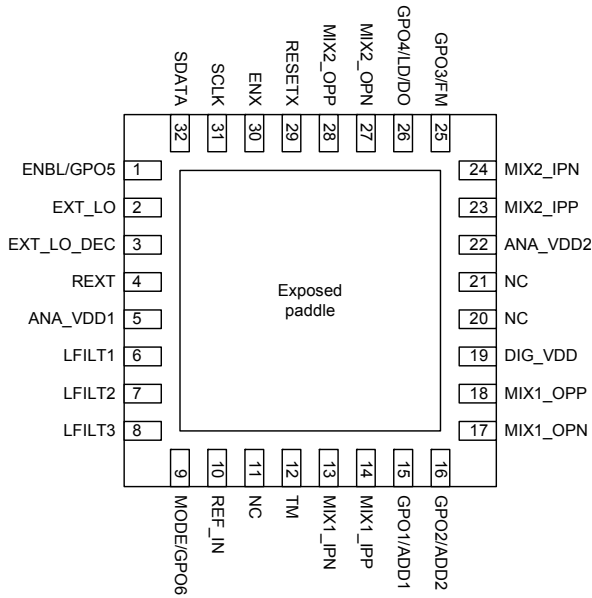 SDATA
SCLK
ENX
RESETX
MIX2_OPP
MIX2_OPN
GPO4/LD/DO
GPO3/FM
32
31
30
29
28
27
26
25
ENBL/GPO5 1
EXT_LO 2
EXT_LO_DEC 3
REXT 4
ANA_VDD1 5
LFILT1 6
LFILT2 7
LFILT3 8
Exposed
paddle
24 MIX2_IPN
23 MIX2_IPP
22 ANA_VDD2
21 NC
20 NC
19 DIG_VDD
18 MIX1_OPP
17 MIX1_OPN
9
10
11
12
13
14
15
16
MODE/GPO6
REF_IN
NC
TM
MIX1_IPN
MIX1_IPP
GPO1/ADD1
GPO2/ADD2